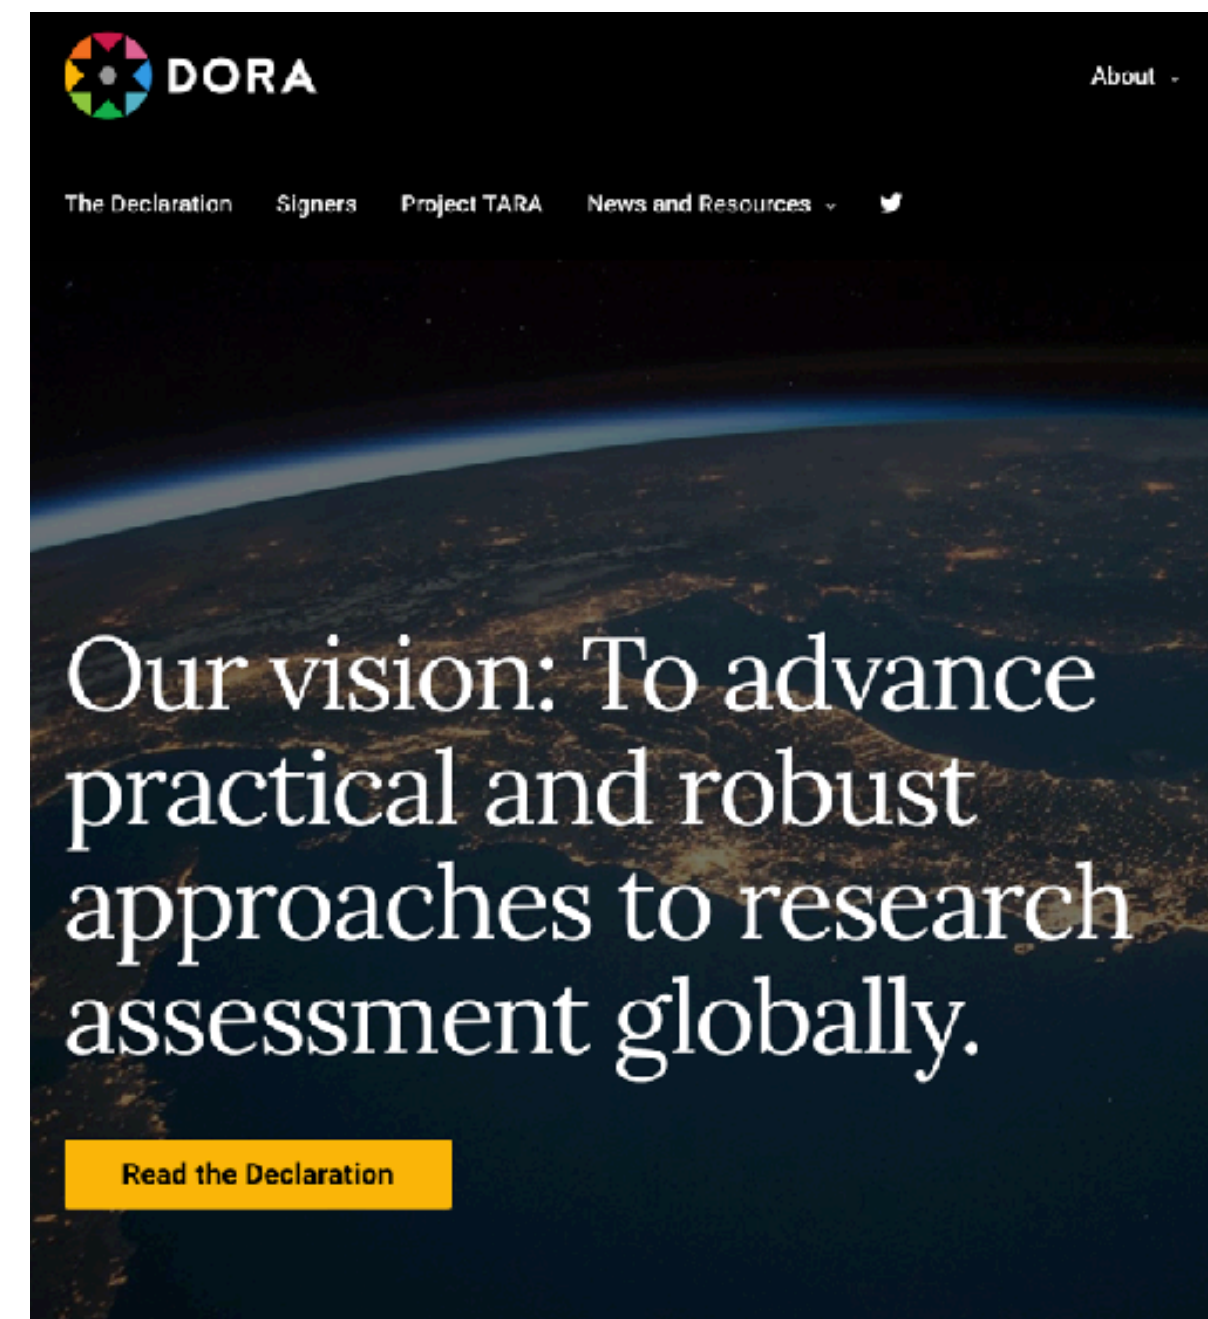 DORA
About
The Declaration Signers Project TARA News and Resources
Our vision: To advance
practical and robust
approaches to research
assessment globally.
Read the Declaration